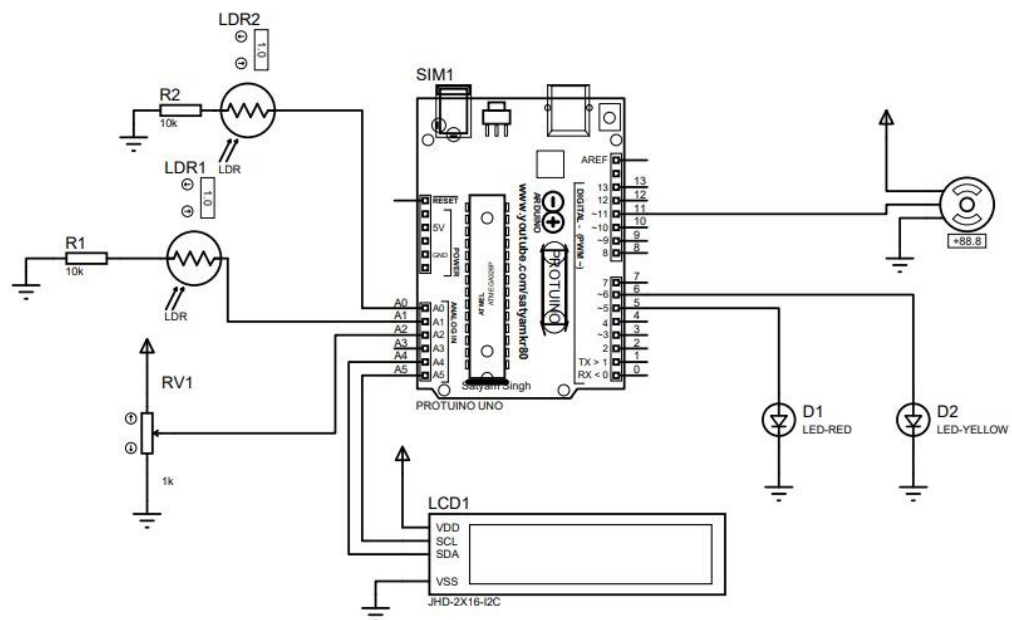 LDR2
1.0
R2
10k
LDR
LDR1
1.0
R1
10k
LDR
SIM1
RESET
5V
GND
POWER
ANALOG IN
A0
A1
A2
A3
A4
A5
A0
A1
A2
A3
A4
A5
ATMEL
ATMEGA328P
www.youtube.com/satyamkr80
ARDUINO
PROTUINO
DIGITAL - (PWM ~)
AREF
13
12
~11
~10
~9
8
7
~6
~5
4
~3
2
TX > 1
RX < 0
13
12
11
10
9
8
7
6
5
4
3
2
1
0
Satyam Singh
PROTUINO UNO
+88.8
RV1
1k
D1
LED-RED
D2
LED-YELLOW
LCD1
VDD
SCL
SDA
VSS
JHD-2X16-I2C